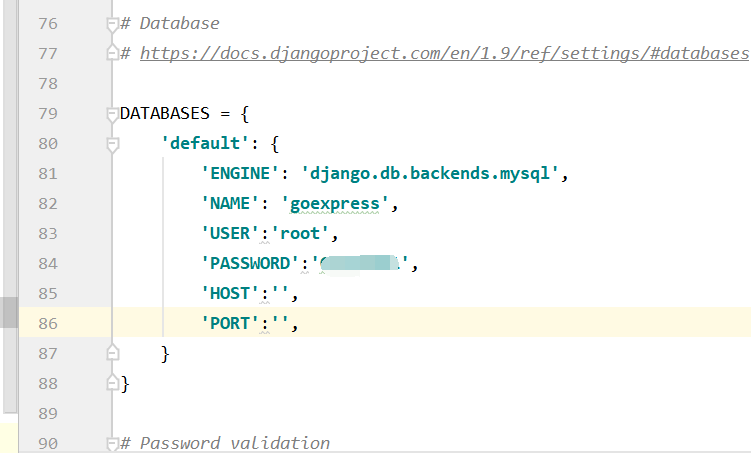 76 # Database
77 # https://docs.djangoproject.com/en/1.9/ref/settings/#databases
78
79 DATABASES = {
80 'default': {
81 'ENGINE': 'django.db.backends.mysql',
82 'NAME': 'goexpress',
83 'USER':'root',
84 'PASSWORD':'',
85 'HOST':'',
86 'PORT':'',
87 }
88 }
89
90 # Password validation